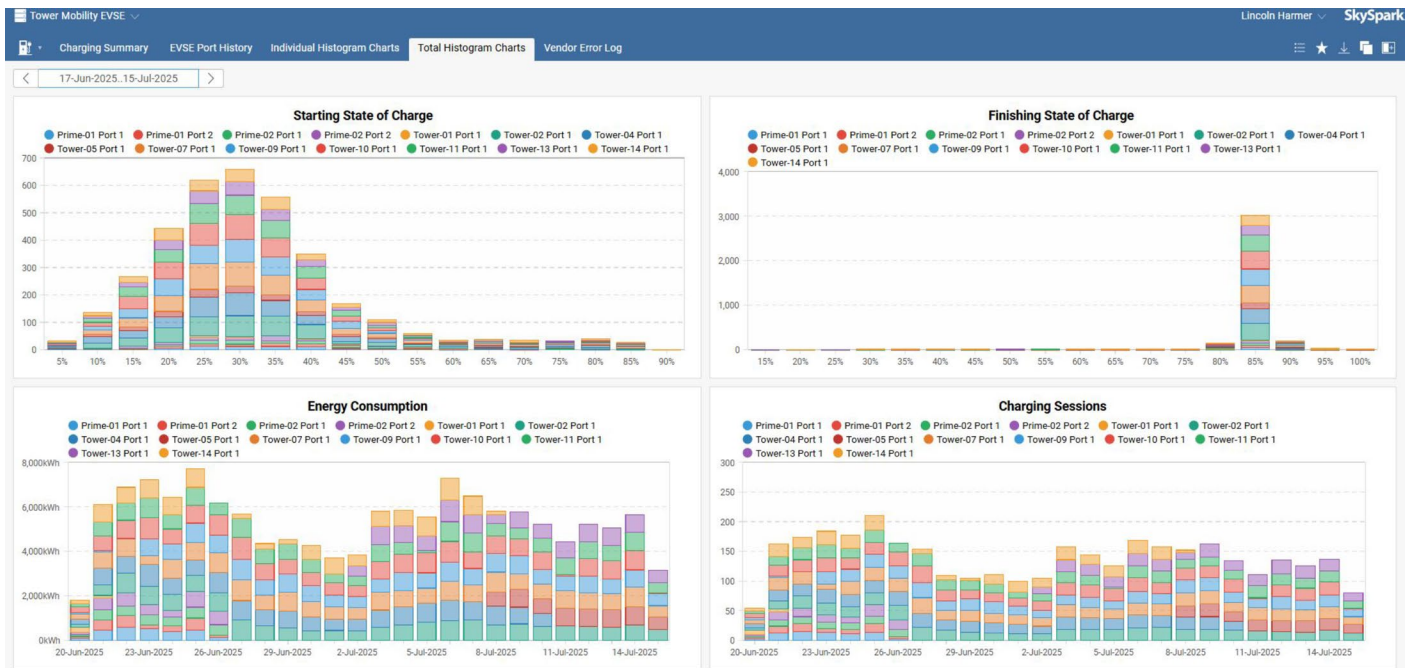 Tower Mobility EVSE
Lincoln Harmer
SkySpark
Charging Summary EVSE Port History Individual Histogram Charts Total Histogram Charts Vendor Error Log
17-Jun-2025..15-Jul-2025
Starting State of Charge
Prime-01 Port 1 Prime-01 Port 2 Prime-02 Port 1 Prime-02 Port 2 Tower-01 Port 1 Tower-02 Port 1 Tower-04 Port 1
Tower-05 Port 1 Tower-07 Port 1 Tower-09 Port 1 Tower-10 Port 1 Tower-11 Port 1 Tower-13 Port 1 Tower-14 Port 1
700
600
500
400
300
200
100
0
5% 10% 15% 20% 25% 30% 35% 40% 45% 50% 55% 60% 65% 70% 75% 80% 85% 90%
Finishing State of Charge
Prime-01 Port 1 Prime-01 Port 2 Prime-02 Port 1 Prime-02 Port 2 Tower-01 Port 1 Tower-02 Port 1 Tower-04 Port 1
Tower-05 Port 1 Tower-07 Port 1 Tower-09 Port 1 Tower-10 Port 1 Tower-11 Port 1 Tower-13 Port 1
Tower-14 Port 1
4,000
3,000
2,000
1,000
0
15% 20% 25% 30% 35% 40% 45% 50% 55% 60% 65% 70% 75% 80% 85% 90% 95% 100%
Energy Consumption
Prime-01 Port 1 Prime-01 Port 2 Prime-02 Port 1 Prime-02 Port 2 Tower-01 Port 1 Tower-02 Port 1
Tower-04 Port 1 Tower-05 Port 1 Tower-07 Port 1 Tower-09 Port 1 Tower-10 Port 1 Tower-11 Port 1
Tower-13 Port 1 Tower-14 Port 1
8,000kWh
6,000kWh
4,000kWh
2,000kWh
0kWh
20-Jun-2025 23-Jun-2025 26-Jun-2025 29-Jun-2025 2-Jul-2025 5-Jul-2025 8-Jul-2025 11-Jul-2025 14-Jul-2025
Charging Sessions
Prime-01 Port 1 Prime-01 Port 2 Prime-02 Port 1 Prime-02 Port 2 Tower-01 Port 1 Tower-02 Port 1
Tower-04 Port 1 Tower-05 Port 1 Tower-07 Port 1 Tower-09 Port 1 Tower-10 Port 1 Tower-11 Port 1
Tower-13 Port 1 Tower-14 Port 1
300
250
200
150
100
50
0
20-Jun-2025 23-Jun-2025 26-Jun-2025 29-Jun-2025 2-Jul-2025 5-Jul-2025 8-Jul-2025 11-Jul-2025 14-Jul-2025